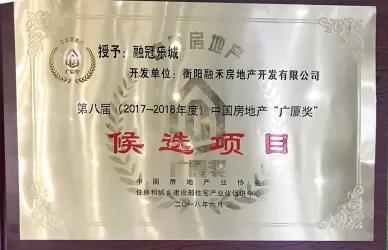 授予：融冠乐城
开发单位：衡阳融禾房地产开发有限公司
第八届（2017—2018年度）中国房地产“广厦奖”
候选项目
广厦奖
中国房地产业协会
住房和城乡建设部住宅产业化促进中心
二〇一八年六月